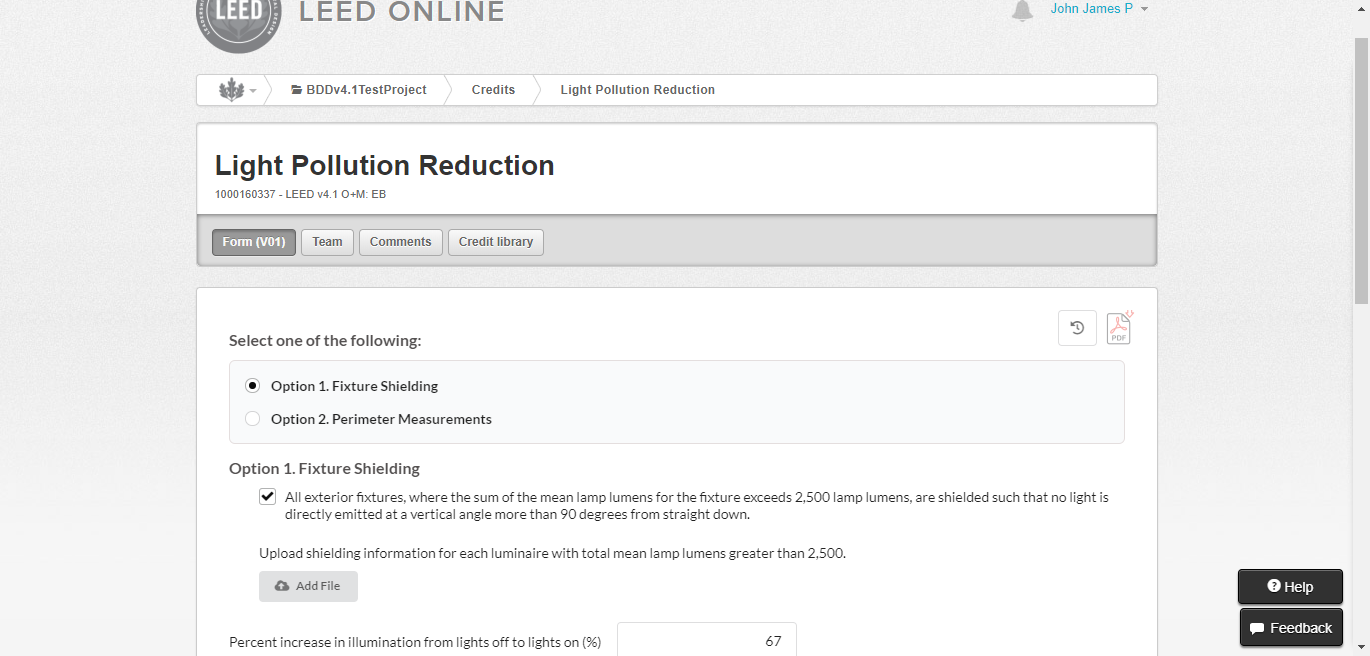 LEED
LEED ONLINE
John James P
BDDv4.1TestProject
Credits
Light Pollution Reduction
Light Pollution Reduction
1000160337 - LEED v4.1 O+M: EB
Form (V01)
Team
Comments
Credit library
PDF
Select one of the following:
Option 1. Fixture Shielding
Option 2. Perimeter Measurements
Option 1. Fixture Shielding
All exterior fixtures, where the sum of the mean lamp lumens for the fixture exceeds 2,500 lamp lumens, are shielded such that no light is
directly emitted at a vertical angle more than 90 degrees from straight down.
Upload shielding information for each luminaire with total mean lamp lumens greater than 2,500.
Add File
Help
Feedback
Percent increase in illumination from lights off to lights on (%) 67